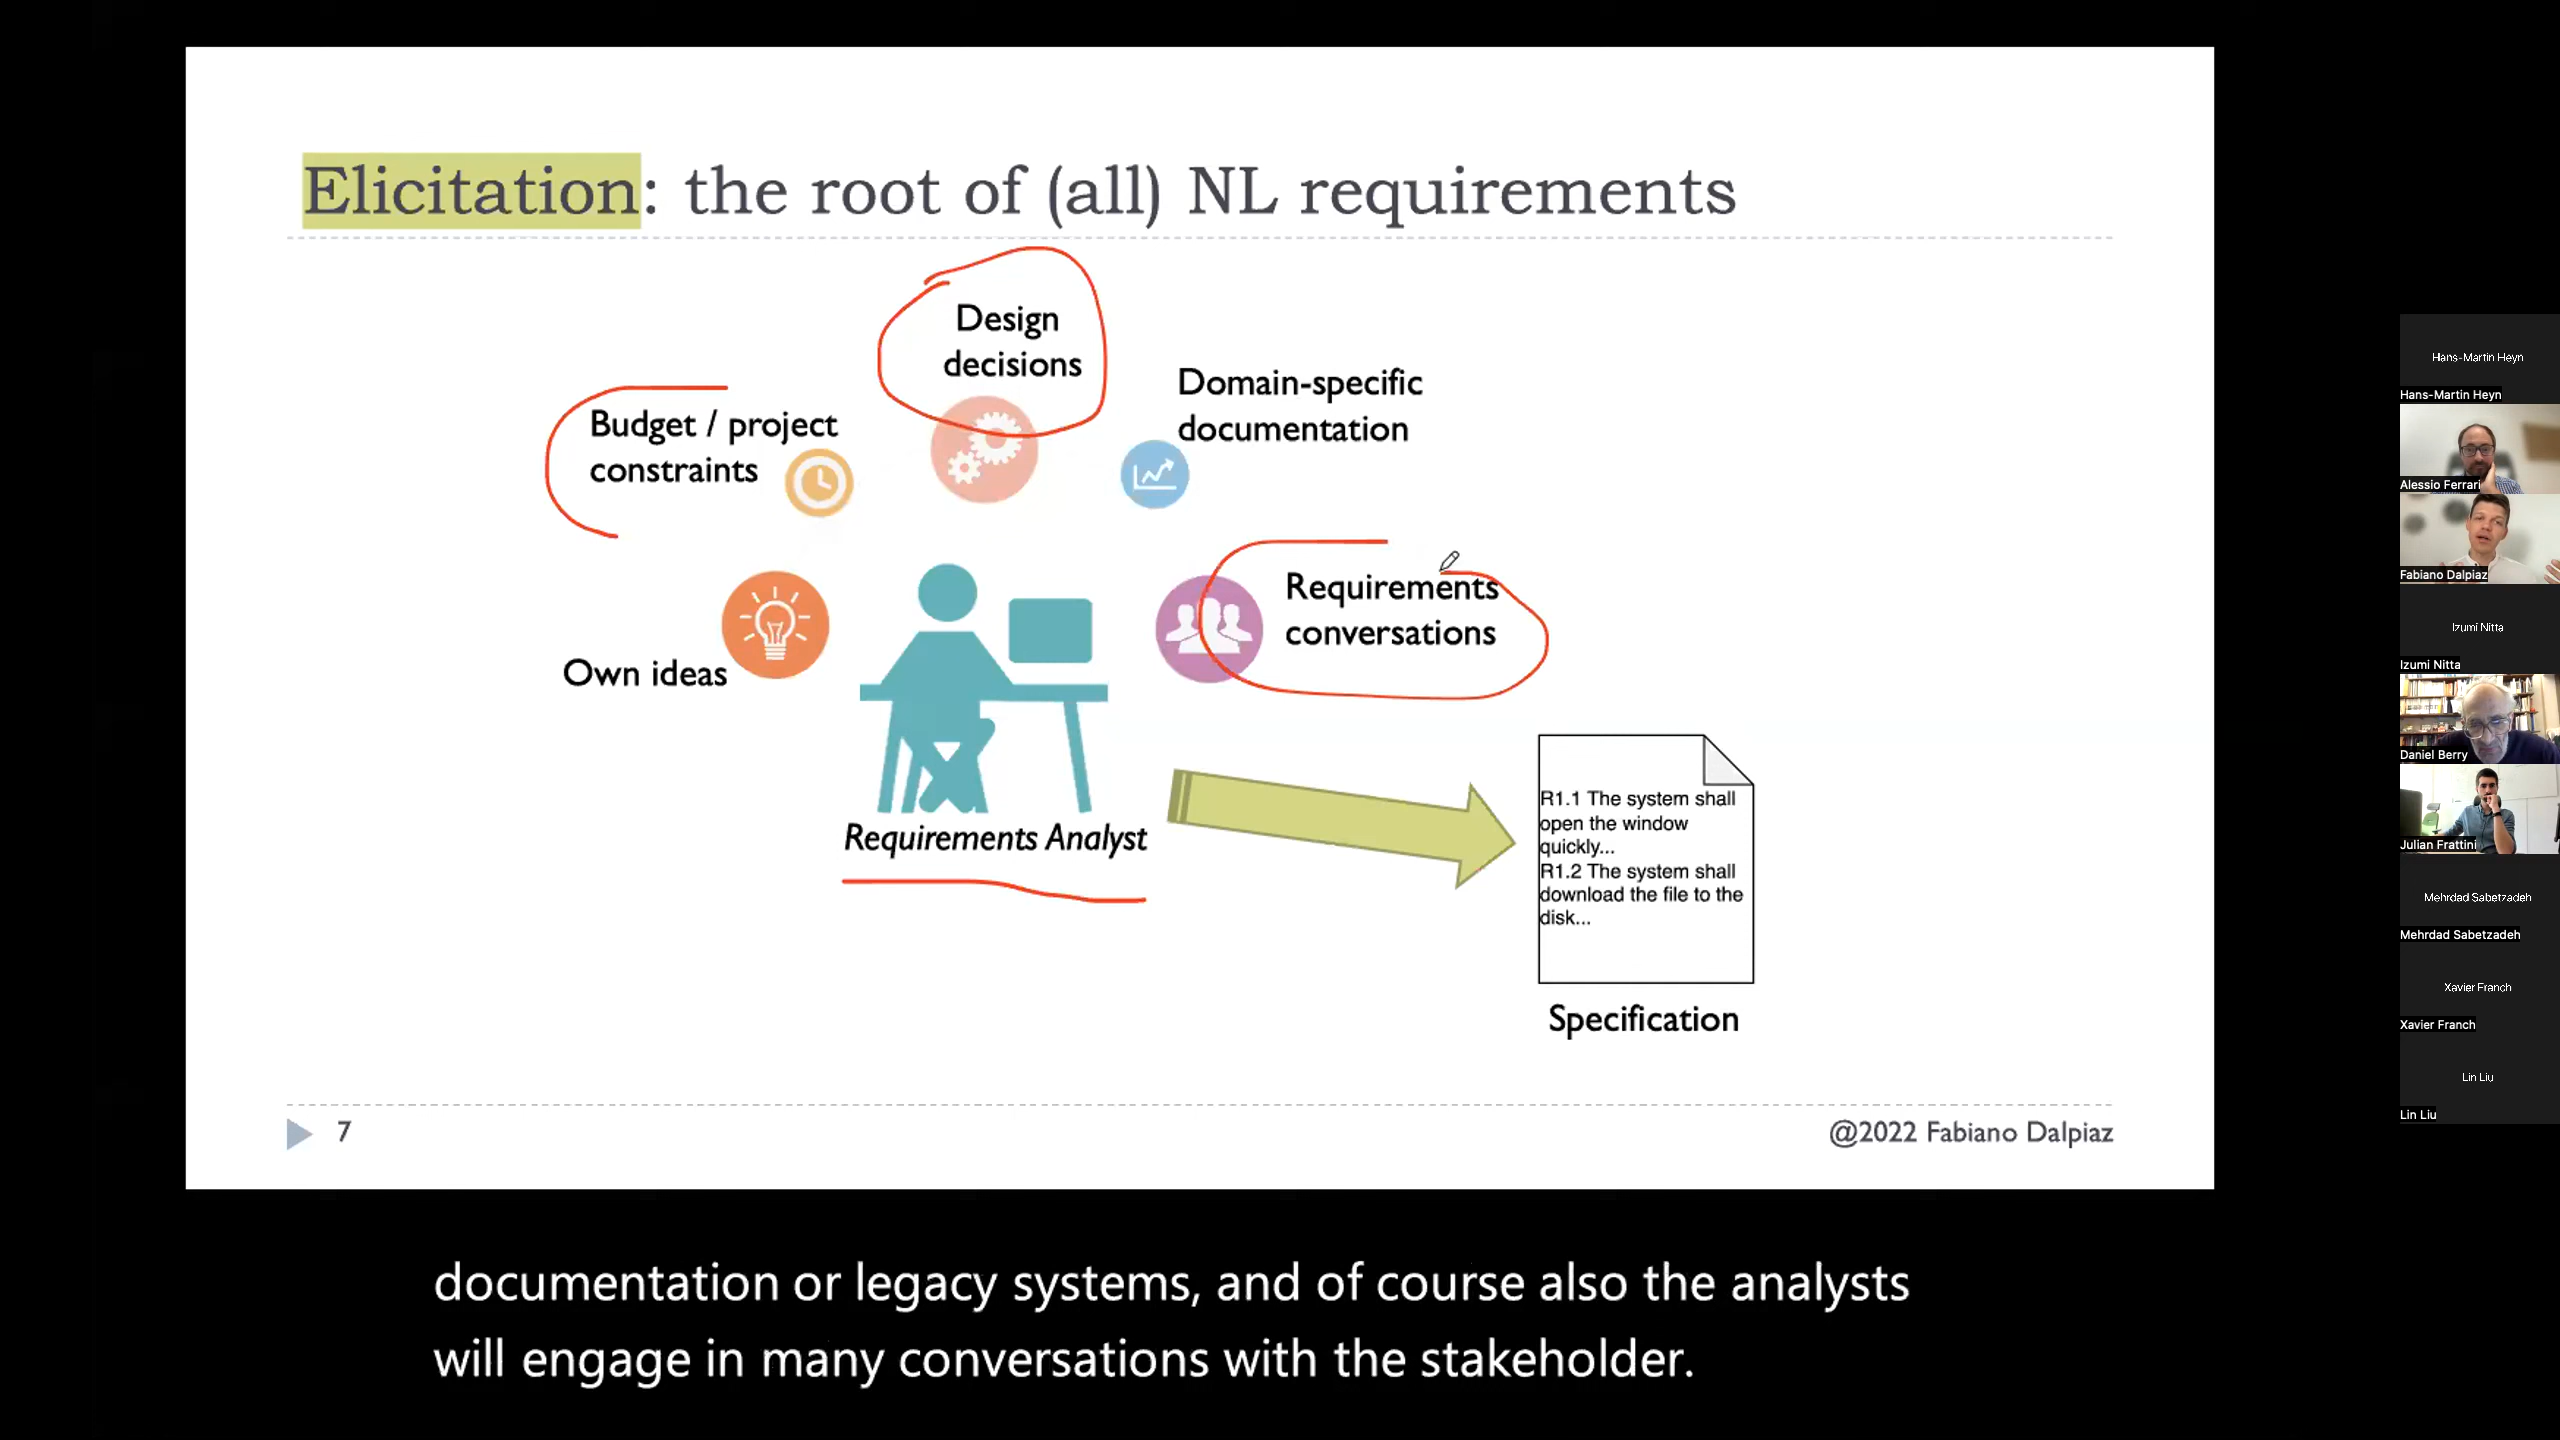 Elicitation: the root of (all) NL requirements
Design
decisions
Domain-specific
documentation
Budget / project
constraints
Requirements
conversations
Own ideas
Requirements Analyst
R1.1 The system shall
open the window
quickly...
R1.2 The system shall
download the file to the
disk...
Specification
7
@2022 Fabiano Dalpiaz
documentation or legacy systems, and of course also the analysts
will engage in many conversations with the stakeholder.
Hans-Martin Heyn
Hans-Martin Heyn
Alessio Ferrari
Fabiano Dalpiaz
Izumi Nitta
Izumi Nitta
Daniel Berry
Julian Frattini
Mehrdad Sabetzadeh
Mehrdad Sabetzadeh
Xavier Franch
Xavier Franch
Lin Liu
Lin Liu